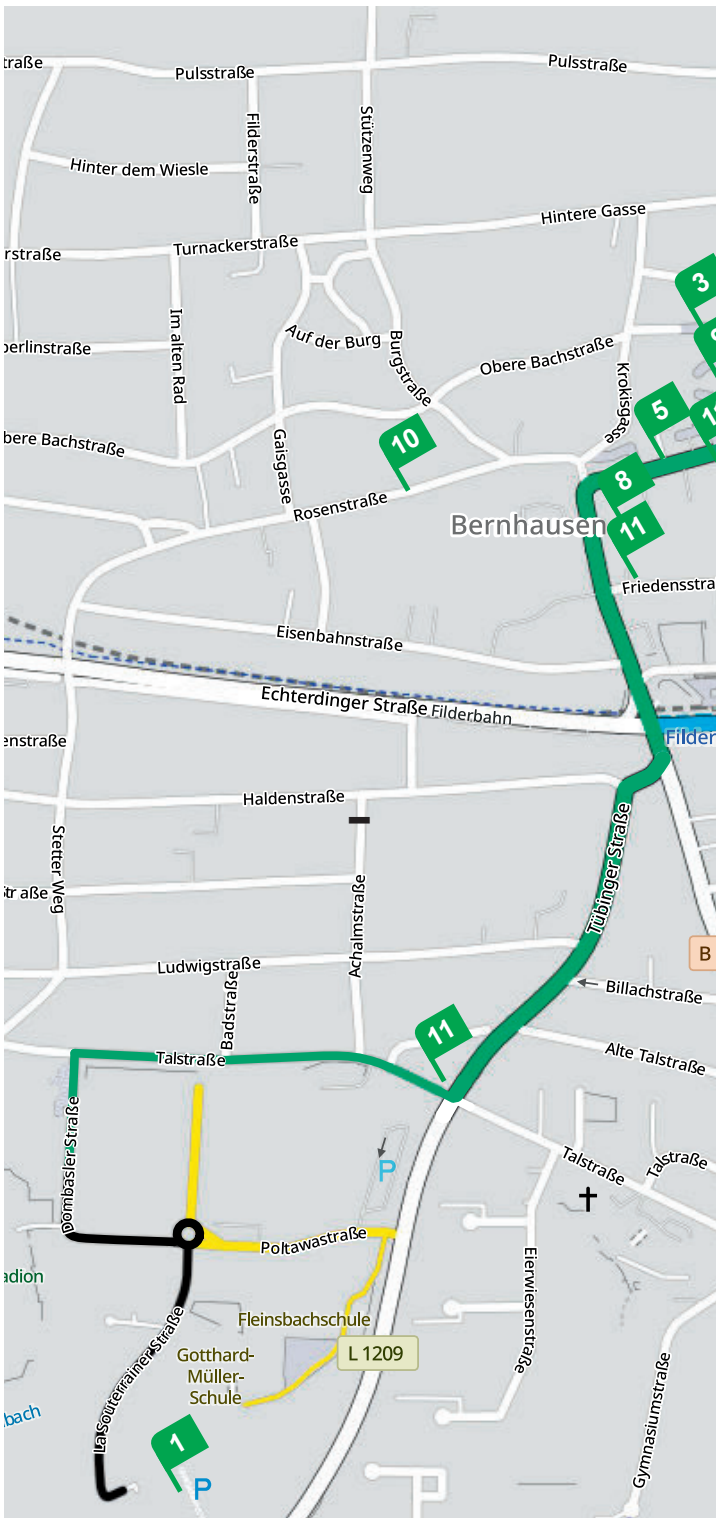 traße
Pulsstraße
Pulsstraße
Filderstraße
Stützenweg
Hinter dem Wiesle
Hintere Gasse
Turnackerstraße
rstraße
3
Im alten Rad
Auf der Burg
Burgstraße
berlinstraße
Obere Bachstraße
Krokisgasse
5
10
bere Bachstraße
Gaisgasse
8
Rosenstraße
Bernhausen
11
Friedensstra
Eisenbahnstraße
Echterdinger Straße
Filderbahn
Filder
enstraße
Haldenstraße
Tübinger Straße
Stetter Weg
Straße
Achalmstraße
B
Ludwigstraße
Badstraße
Billachstraße
11
Talstraße
Alte Talstraße
Dombasler Straße
P
Talstraße
Talstraße
Poltawastraße
adion
Eierwiesenstraße
Fleinsbachschule
L 1209
Gotthard-
Müller-
Schule
La Souterrainer Straße
Gymnasiumstraße
bach
1
P